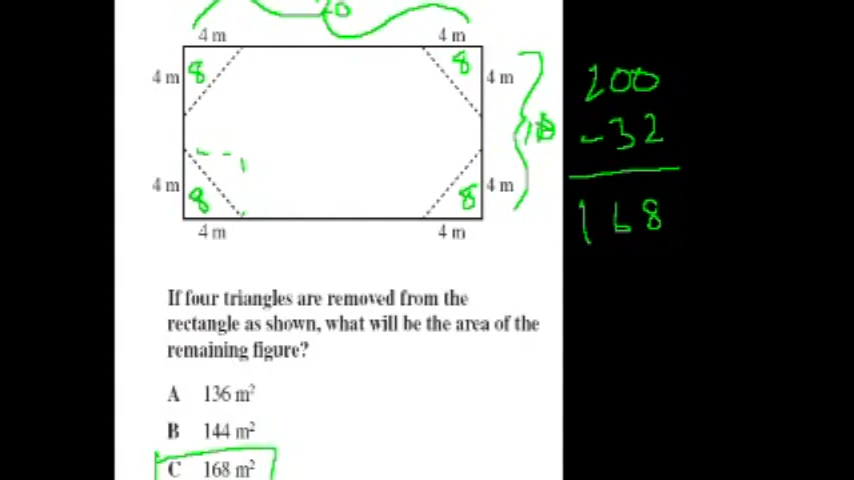 20
4 m 4 m
4 m 8 8 4 m
200
- 32
168
10
4 m 8 8 4 m
4 m 4 m
If four triangles are removed from the
rectangle as shown, what will be the area of the
remaining figure?
A 136 m²
B 144 m²
C 168 m²